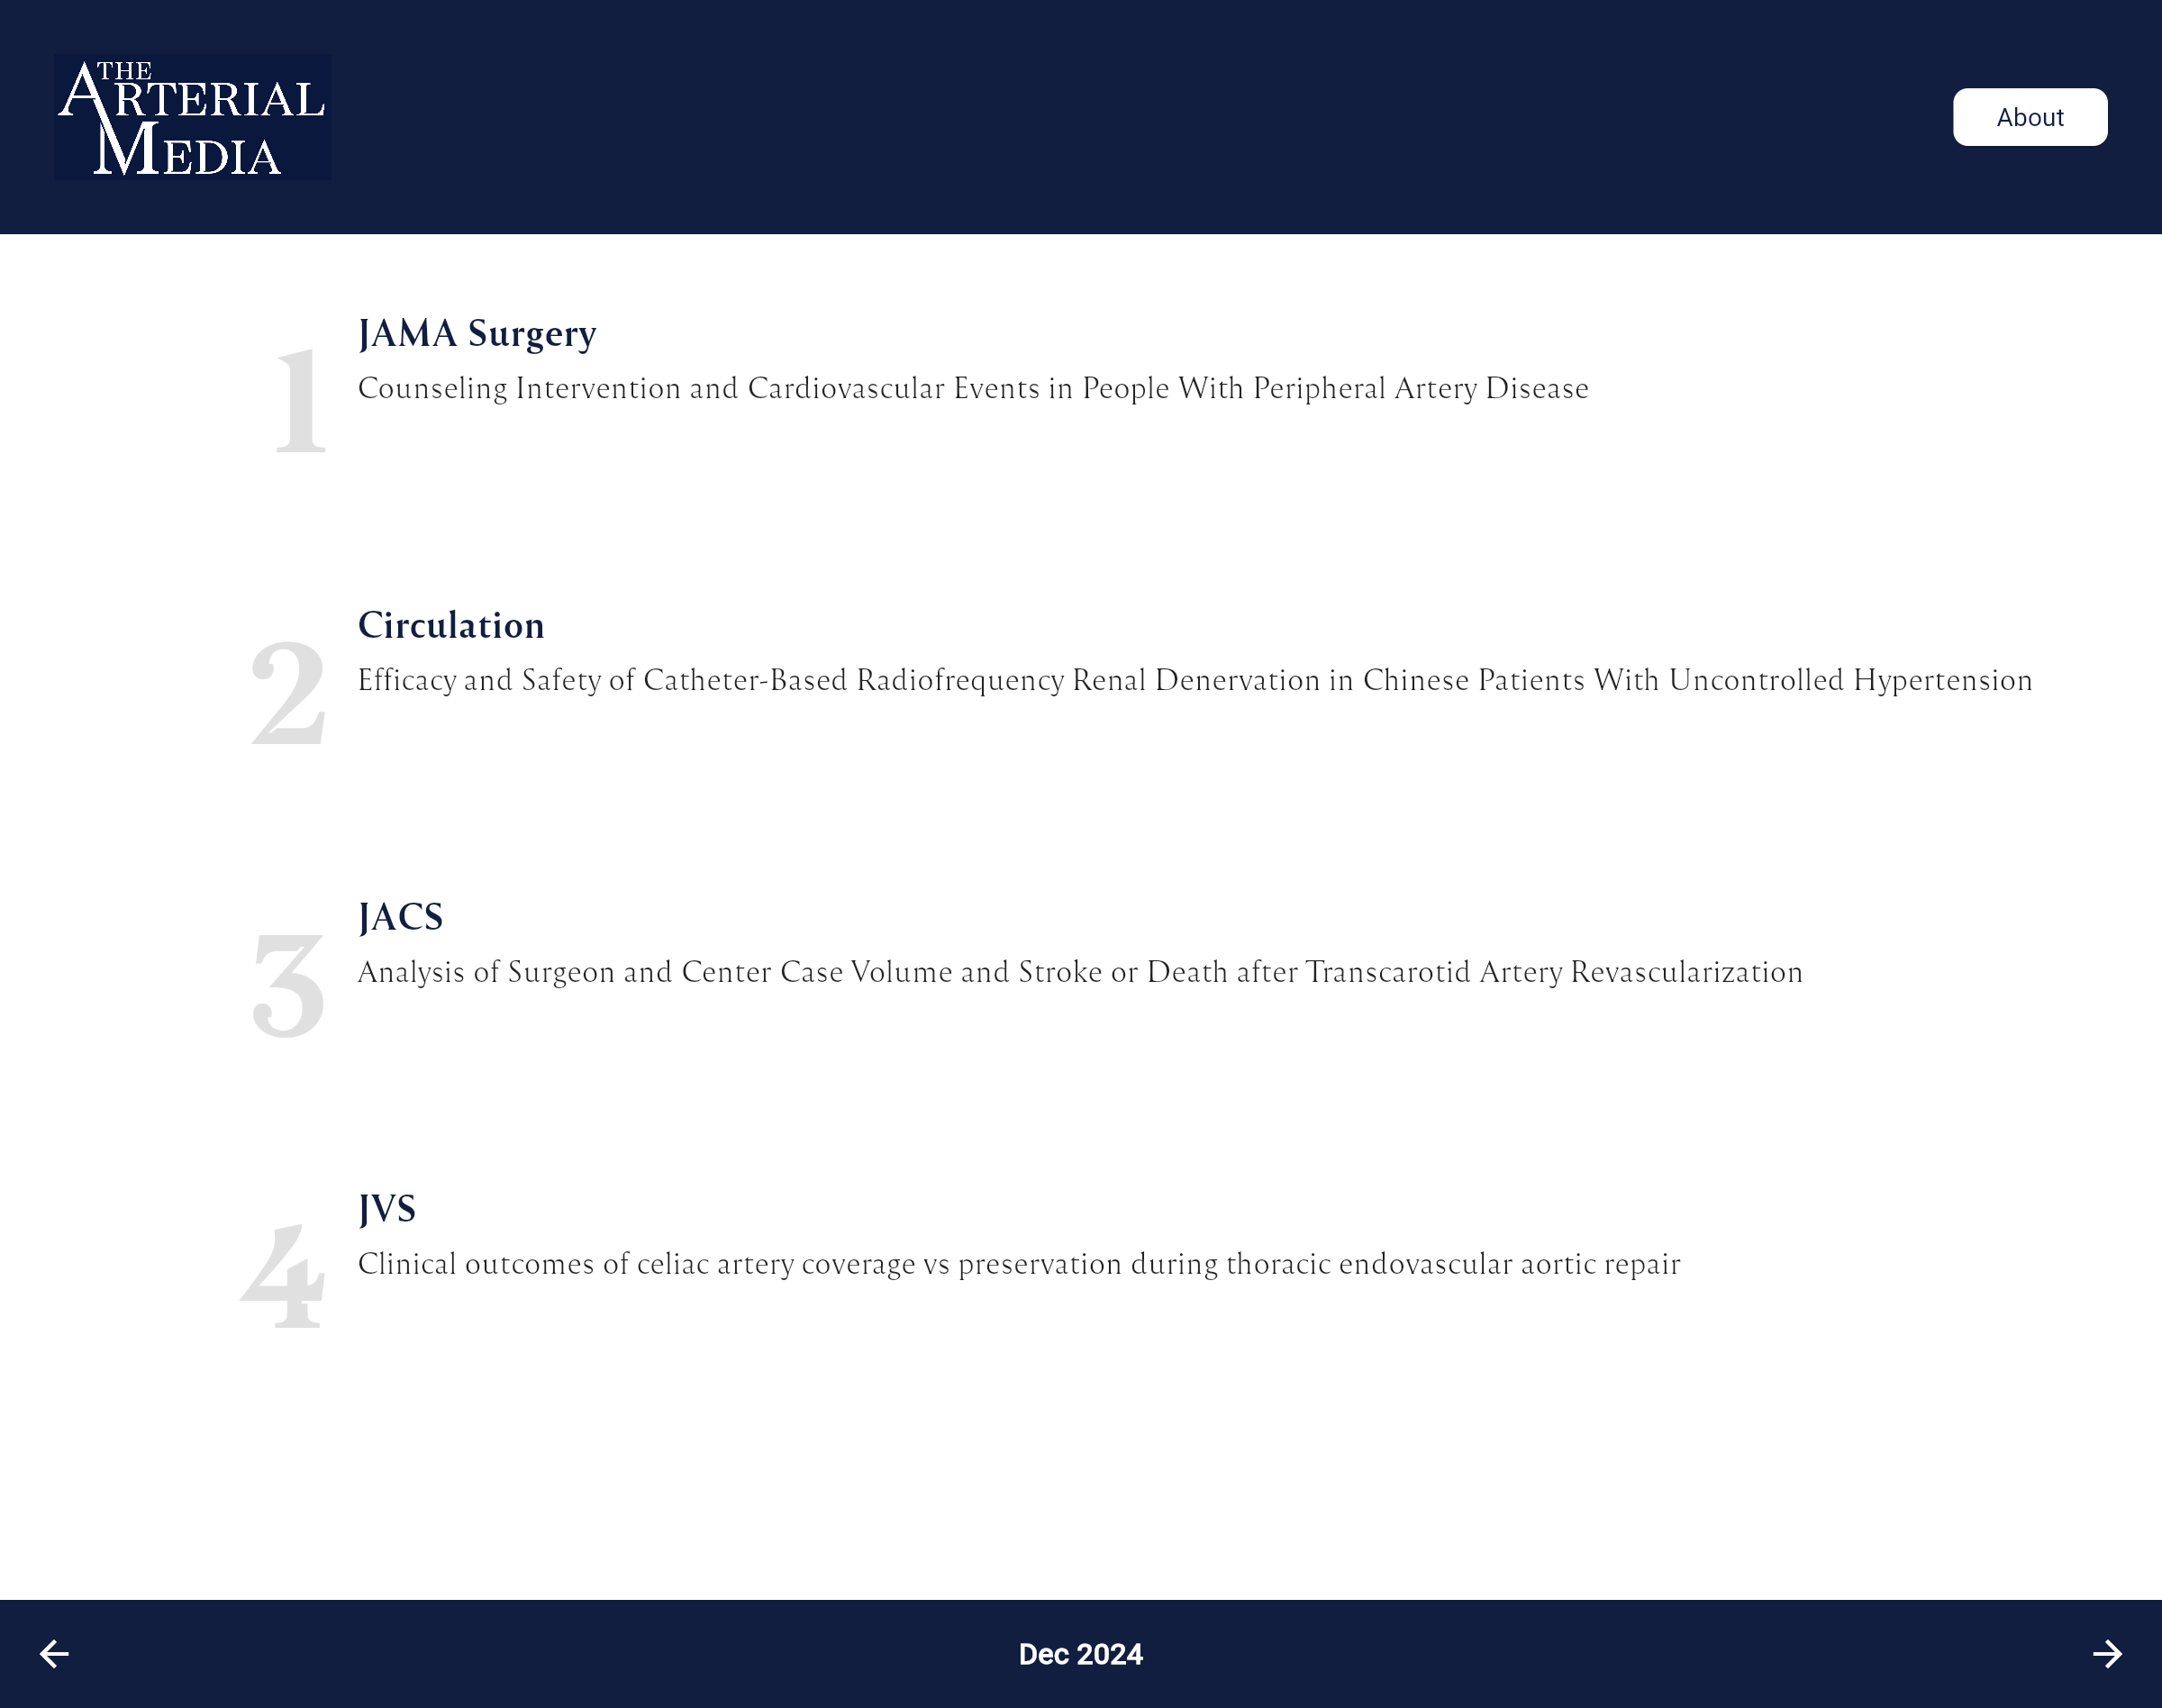 THE
ARTERIAL
MEDIA
About
1
JAMA Surgery
Counseling Intervention and Cardiovascular Events in People With Peripheral Artery Disease
2
Circulation
Efficacy and Safety of Catheter-Based Radiofrequency Renal Denervation in Chinese Patients With Uncontrolled Hypertension
3
JACS
Analysis of Surgeon and Center Case Volume and Stroke or Death after Transcarotid Artery Revascularization
4
JVS
Clinical outcomes of celiac artery coverage vs preservation during thoracic endovascular aortic repair
Dec 2024